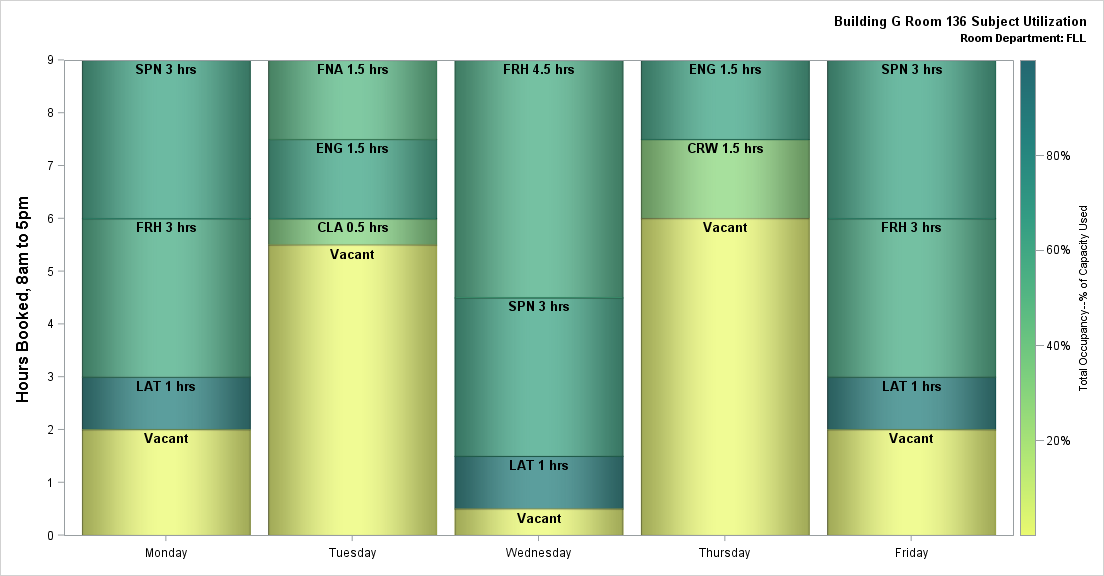 Building G Room 136 Subject Utilization
Room Department: FLL
Hours Booked, 8am to 5pm
9
8
7
6
5
4
3
2
1
0
SPN 3 hrs
FRH 3 hrs
LAT 1 hrs
Vacant
FNA 1.5 hrs
ENG 1.5 hrs
CLA 0.5 hrs
Vacant
FRH 4.5 hrs
SPN 3 hrs
LAT 1 hrs
Vacant
ENG 1.5 hrs
CRW 1.5 hrs
Vacant
SPN 3 hrs
FRH 3 hrs
LAT 1 hrs
Vacant
Monday
Tuesday
Wednesday
Thursday
Friday
80%
60%
40%
20%
Total Occupancy--% of Capacity Used